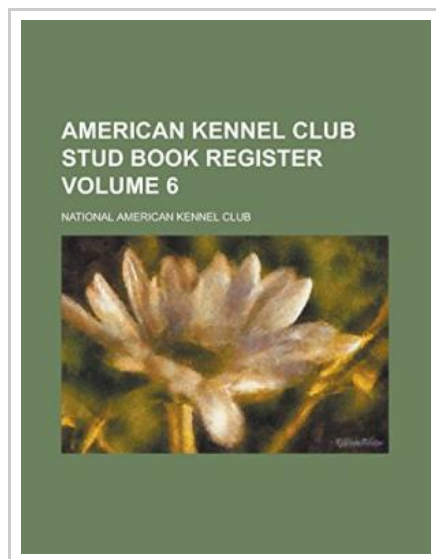 AMERICAN KENNEL CLUB
STUD BOOK REGISTER
VOLUME 6
NATIONAL AMERICAN KENNEL CLUB